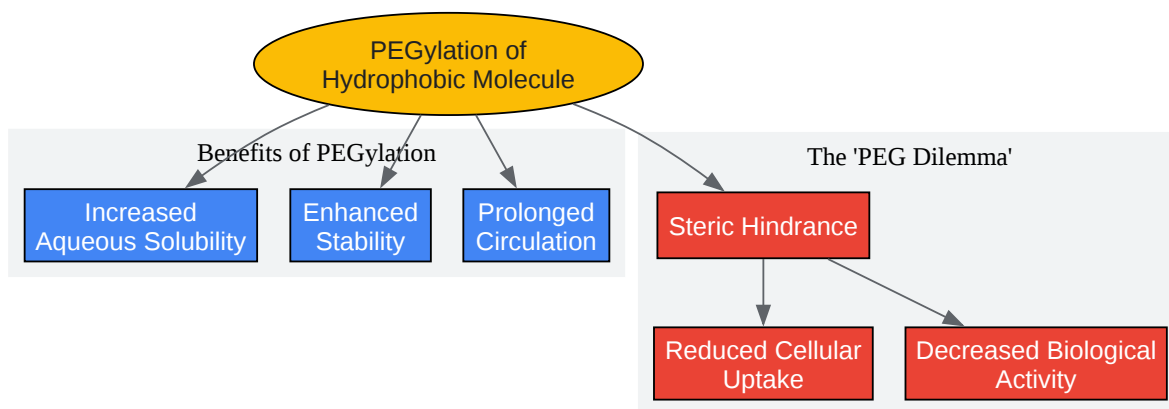 PEGylation of
Hydrophobic Molecule
Benefits of PEGylation
Increased
Aqueous Solubility
Enhanced
Stability
Prolonged
Circulation
The 'PEG Dilemma'
Steric Hindrance
Reduced Cellular
Uptake
Decreased Biological
Activity